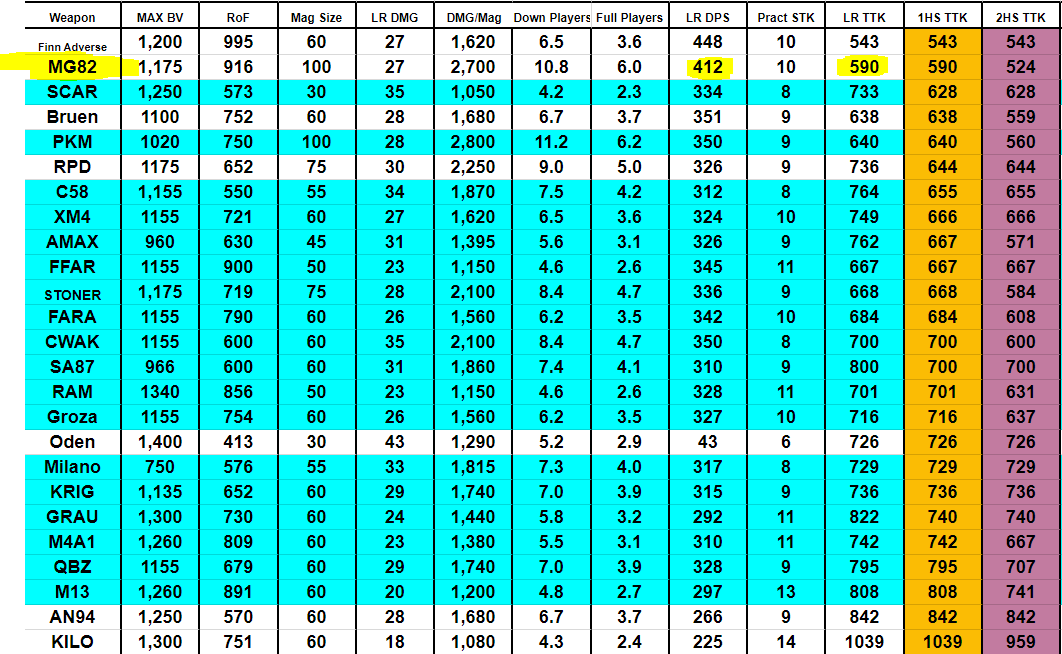 Weapon MAX BV RoF Mag Size LR DMG DMG/Mag Down Players Full Players LR DPS Pract STK LR TTK 1HS TTK 2HS TTK
Finn Adverse 1,200 995 60 27 1,620 6.5 3.6 448 10 543 543 543
MG82 1,175 916 100 27 2,700 10.8 6.0 412 10 590 590 524
SCAR 1,250 573 30 35 1,050 4.2 2.3 334 8 733 628 628
Bruen 1100 752 60 28 1,680 6.7 3.7 351 9 638 638 559
PKM 1020 750 100 28 2,800 11.2 6.2 350 9 640 640 560
RPD 1175 652 75 30 2,250 9.0 5.0 326 9 736 644 644
C58 1,155 550 55 34 1,870 7.5 4.2 312 8 764 655 655
XM4 1155 721 60 27 1,620 6.5 3.6 324 10 749 666 666
AMAX 960 630 45 31 1,395 5.6 3.1 326 9 762 667 571
FFAR 1155 900 50 23 1,150 4.6 2.6 345 11 667 667 667
STONER 1,175 719 75 28 2,100 8.4 4.7 336 9 668 668 584
FARA 1155 790 60 26 1,560 6.2 3.5 342 10 684 684 608
CWAK 1155 600 60 35 2,100 8.4 4.7 350 8 700 700 600
SA87 966 600 60 31 1,860 7.4 4.1 310 9 800 700 700
RAM 1340 856 50 23 1,150 4.6 2.6 328 11 701 701 631
Groza 1155 754 60 26 1,560 6.2 3.5 327 10 716 716 637
Oden 1,400 413 30 43 1,290 5.2 2.9 43 6 726 726 726
Milano 750 576 55 33 1,815 7.3 4.0 317 8 729 729 729
KRIG 1,135 652 60 29 1,740 7.0 3.9 315 9 736 736 736
GRAU 1,300 730 60 24 1,440 5.8 3.2 292 11 822 740 740
M4A1 1,260 809 60 23 1,380 5.5 3.1 310 11 742 742 667
QBZ 1155 679 60 29 1,740 7.0 3.9 328 9 795 795 707
M13 1,260 891 60 20 1,200 4.8 2.7 297 13 808 808 741
AN94 1,250 570 60 28 1,680 6.7 3.7 266 9 842 842 842
KILO 1,300 751 60 18 1,080 4.3 2.4 225 14 1039 1039 959